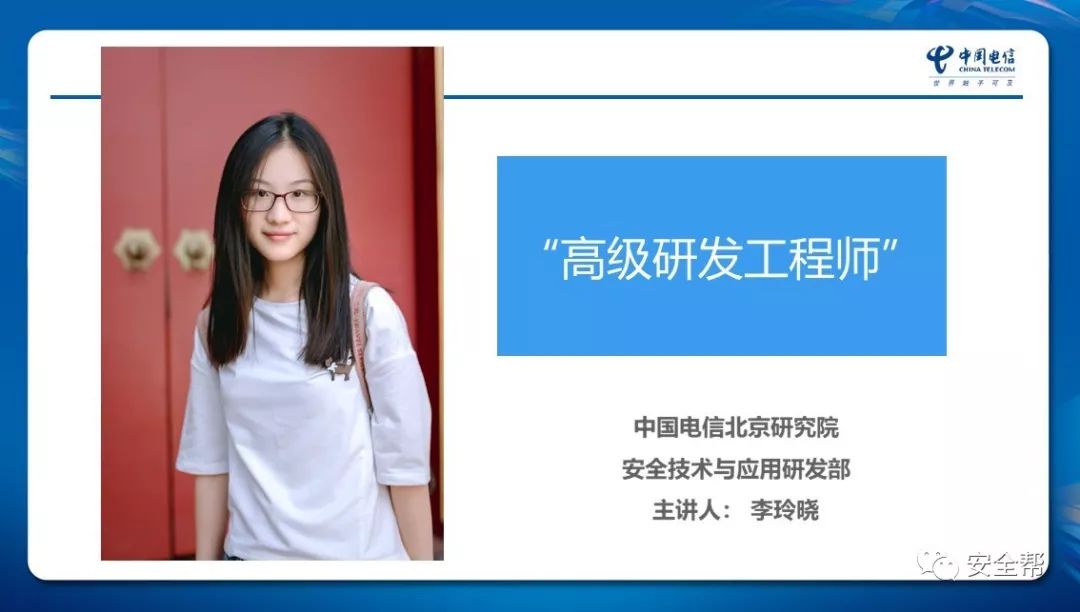 中国电信
CHINA TELECOM
世界触手可及
“高级研发工程师”
中国电信北京研究院
安全技术与应用研发部
主讲人： 李玲晓
安全帮